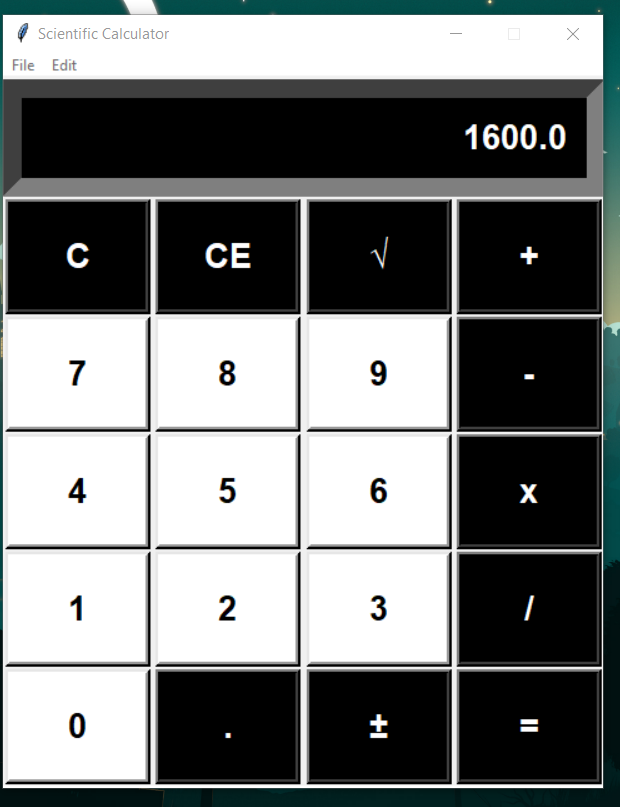 Scientific Calculator
File Edit
1600.0
C CE √ +
7 8 9 -
4 5 6 x
1 2 3 /
0 . ± =